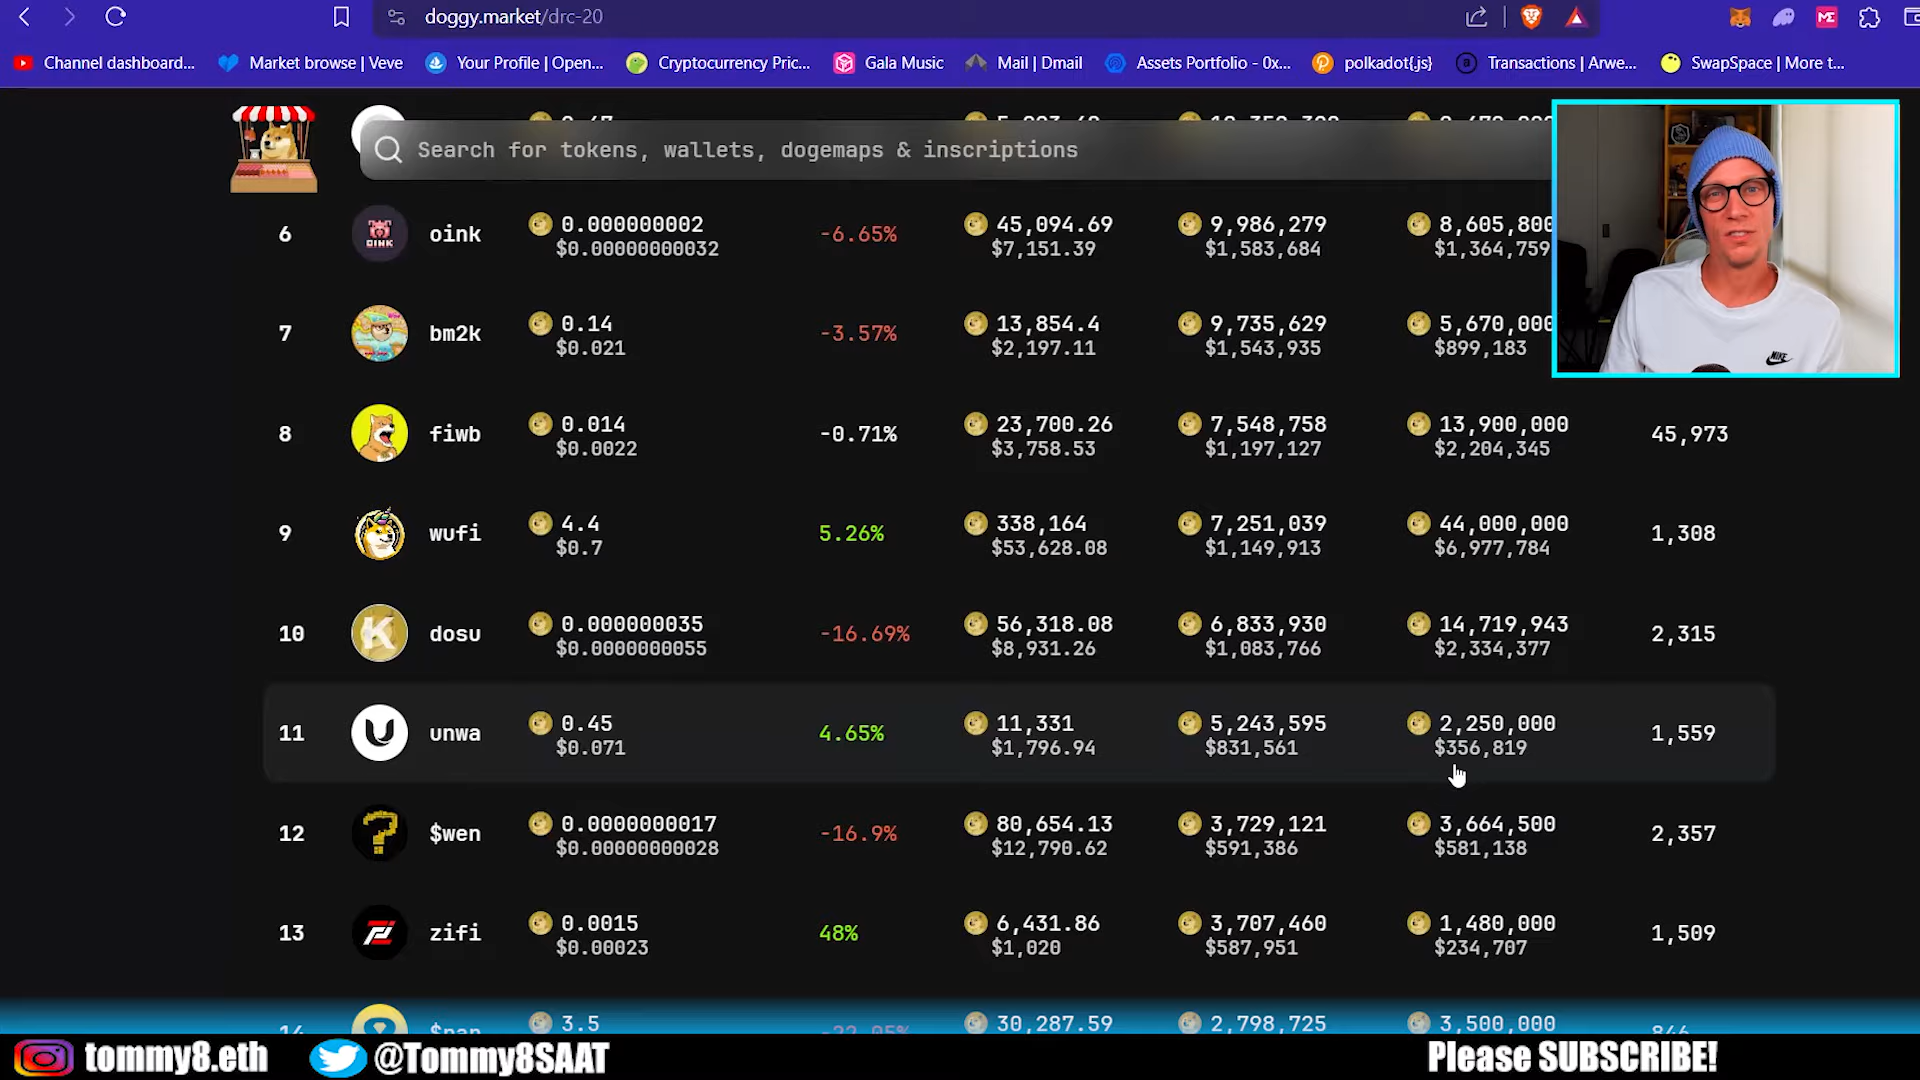 doggy.market/drc-20
Channel dashboard...
Market browse | Veve
Your Profile | Open...
Cryptocurrency Pric...
Gala Music
Mail | Dmail
Assets Portfolio - 0x...
polkadot{.js}
Transactions | Arwe...
SwapSpace | More t...
Search for tokens, wallets, dogemaps & inscriptions
6 oink 0.000000002 -6.65% 45,094.69 9,986,279 8,605,800
$0.00000000032 $7,151.39 $1,583,684 $1,364,759
7 bm2k 0.14 -3.57% 13,854.4 9,735,629 5,670,000
$0.021 $2,197.11 $1,543,935 $899,183
8 fiwb 0.014 -0.71% 23,700.26 7,548,758 13,900,000 45,973
$0.0022 $3,758.53 $1,197,127 $2,204,345
9 wufi 4.4 5.26% 338,164 7,251,039 44,000,000 1,308
$0.7 $53,628.08 $1,149,913 $6,977,784
10 dosu 0.000000035 -16.69% 56,318.08 6,833,930 14,719,943 2,315
$0.0000000055 $8,931.26 $1,083,766 $2,334,377
11 unwa 0.45 4.65% 11,331 5,243,595 2,250,000 1,559
$0.071 $1,796.94 $831,561 $356,819
12 $wen 0.0000000017 -16.9% 80,654.13 3,729,121 3,664,500 2,357
$0.00000000028 $12,790.62 $591,386 $581,138
13 zifi 0.0015 48% 6,431.86 3,707,460 1,480,000 1,509
$0.00023 $1,020 $587,951 $234,707
3.5 30,287.59 2,798,725 3,500,000
tommy8.eth
@Tommy8SAAT
Please SUBSCRIBE!
OINK
NIKE
ME